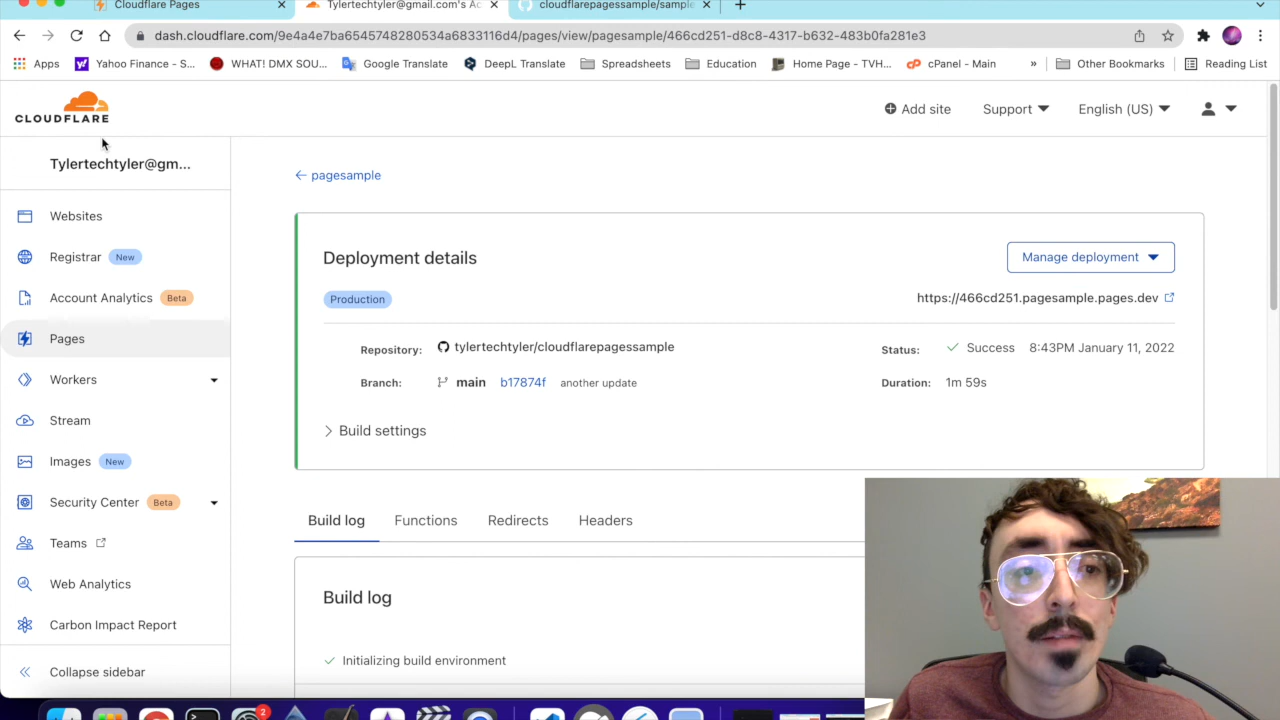 Cloudflare Pages
Tylertechtyler@gmail.com's Ac
cloudflarepagessample/sample
dash.cloudflare.com/9e4a4e7ba6545748280534a6833116d4/pages/view/pagesample/466cd251-d8c8-4317-b632-483b0fa281e3
Apps
Yahoo Finance - S...
WHAT! DMX SOU...
Google Translate
DeepL Translate
Spreadsheets
Education
Home Page - TVH...
cPanel - Main
»
Other Bookmarks
Reading List
CLOUDFLARE
Add site
Support
English (US)
Tylertechtyler@gm...
Websites
Registrar New
Account Analytics Beta
Pages
Workers
Stream
Images New
Security Center Beta
Teams
Web Analytics
Carbon Impact Report
Collapse sidebar
← pagesample
Deployment details
Manage deployment
Production
https://466cd251.pagesample.pages.dev
Repository: tylertechtyler/cloudflarepagessample
Status: Success 8:43PM January 11, 2022
Branch: main b17874f another update
Duration: 1m 59s
Build settings
Build log
Functions
Redirects
Headers
Build log
Initializing build environment
2